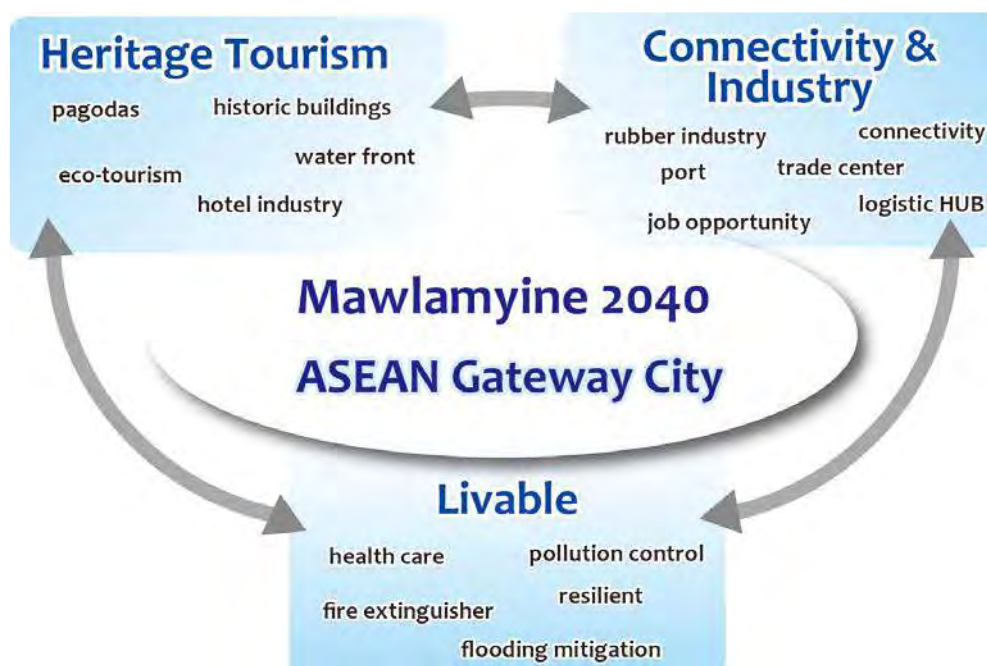 Heritage Tourism
pagodas
historic buildings
water front
eco-tourism
hotel industry
Connectivity &
Industry
rubber industry
connectivity
port
trade center
job opportunity
logistic HUB
Mawlamyine 2040
ASEAN Gateway City
Livable
health care
pollution control
resilient
fire extinguisher
flooding mitigation